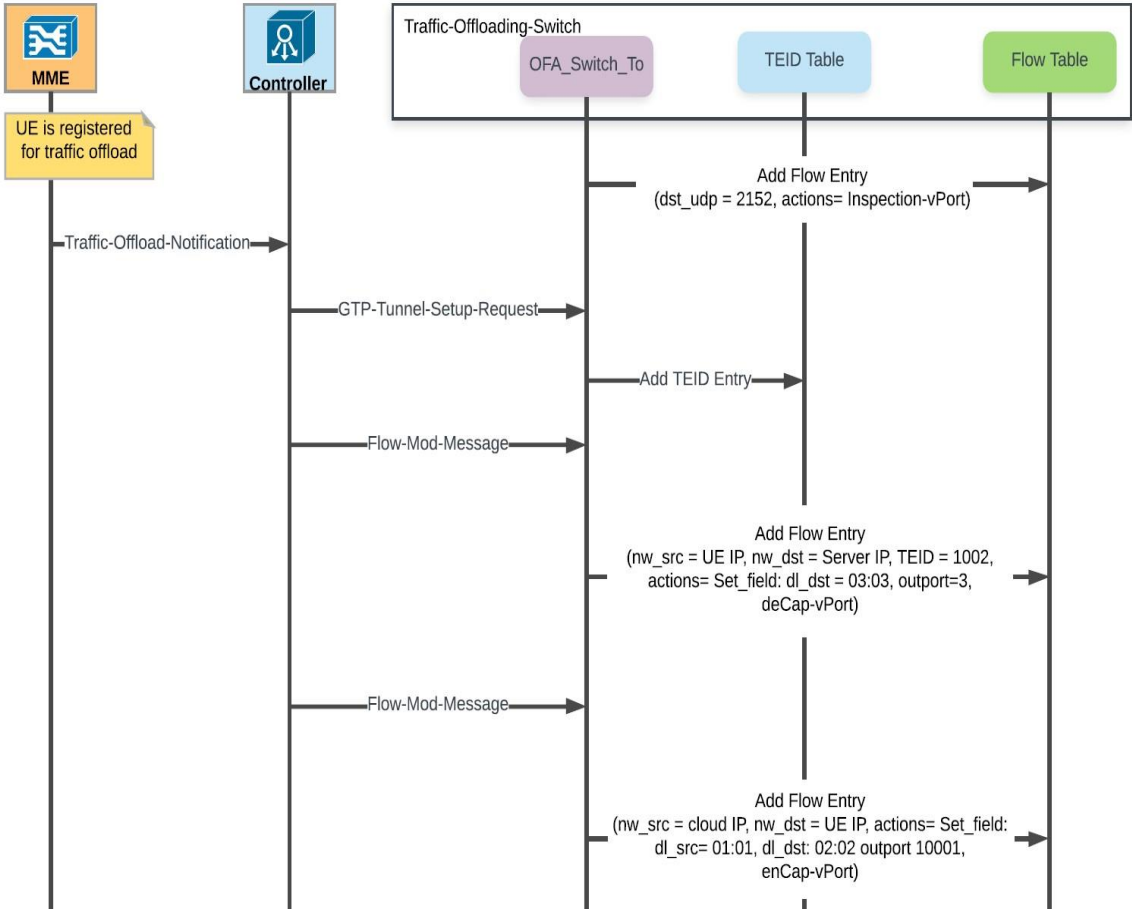 Traffic-Offloading-Switch
MME
Controller
OFA_Switch_To
TEID Table
Flow Table
UE is registered
for traffic offload
Add Flow Entry
(dst_udp = 2152, actions= Inspection-vPort)
Traffic-Offload-Notification
GTP-Tunnel-Setup-Request
Add TEID Entry
Flow-Mod-Message
Add Flow Entry
(nw_src = UE IP, nw_dst = Server IP, TEID = 1002,
actions= Set_field: dl_dst = 03:03, outport=3,
deCap-vPort)
Flow-Mod-Message
Add Flow Entry
(nw_src = cloud IP, nw_dst = UE IP, actions= Set_field:
dl_src= 01:01, dl_dst: 02:02 outport 10001,
enCap-vPort)